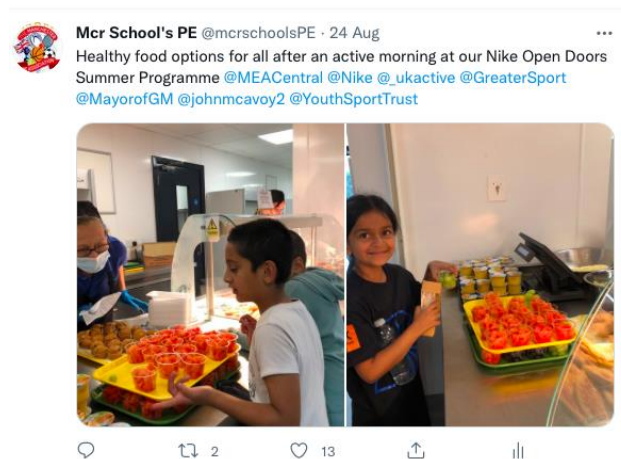 Mcr School's PE @mcrschoolsPE · 24 Aug
Healthy food options for all after an active morning at our Nike Open Doors
Summer Programme @MEACentral @Nike @_ukactive @GreaterSport
@MayorofGM @johnmcavoy2 @YouthSportTrust
2
13